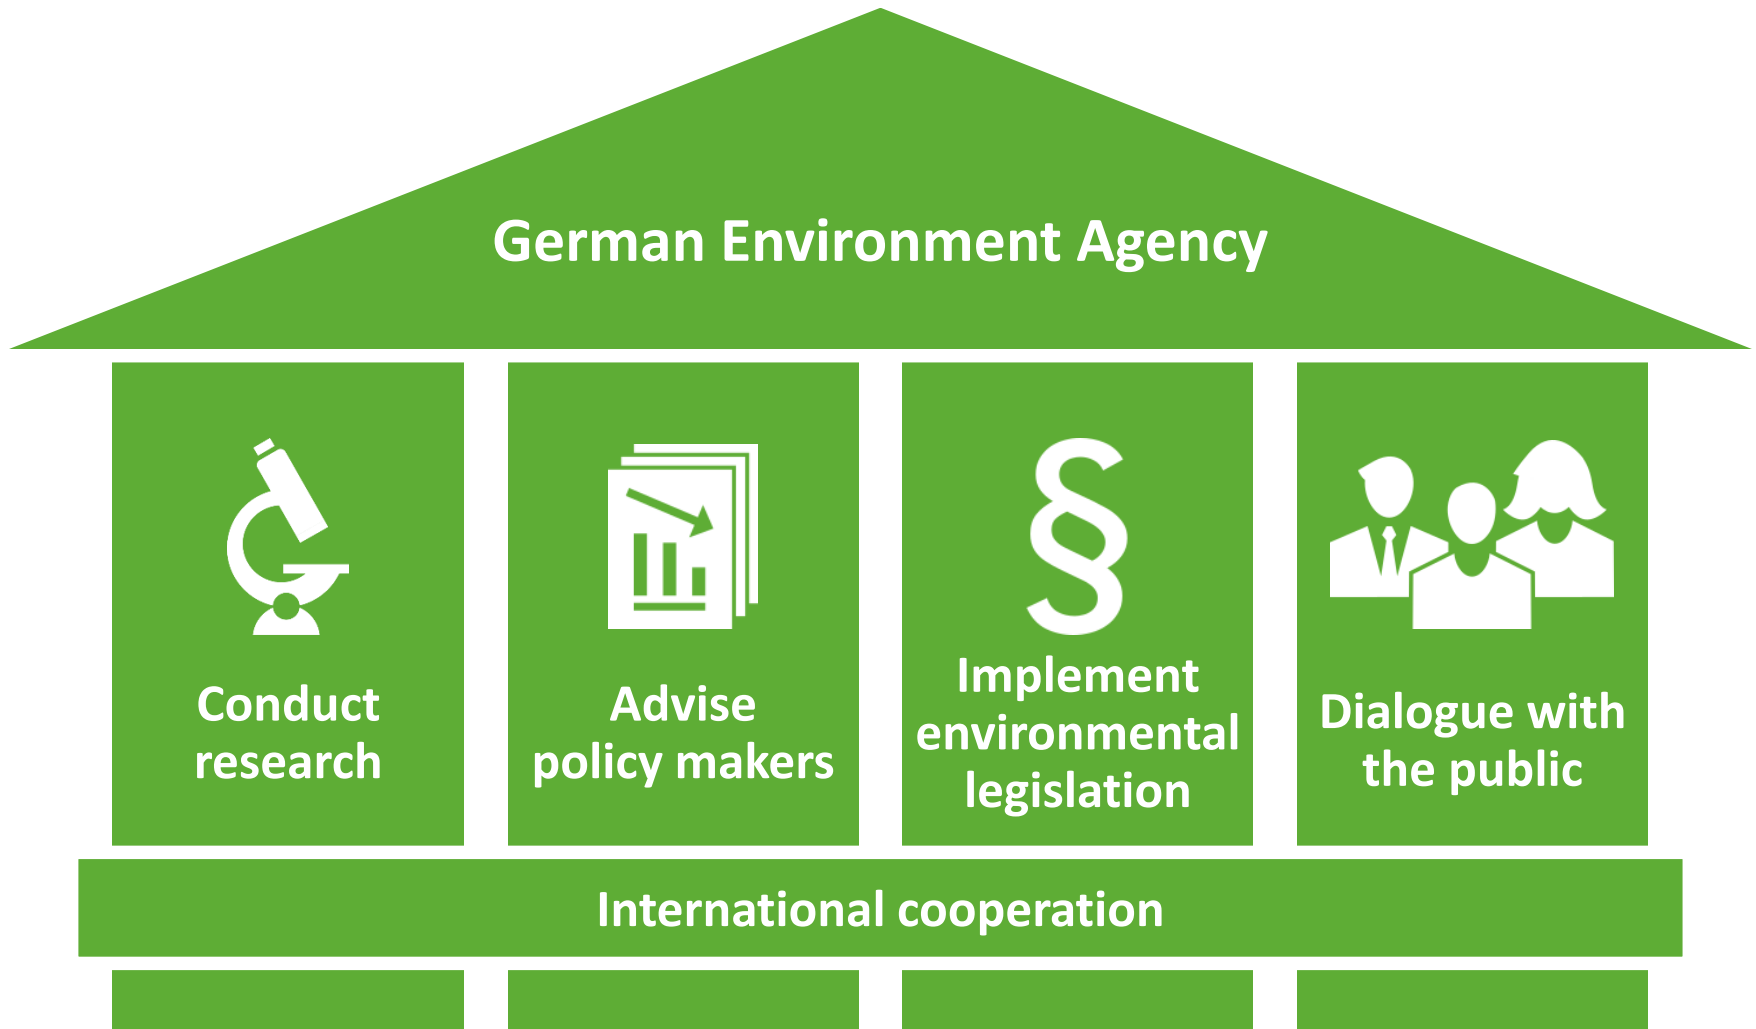 German Environment Agency
Conduct
research
Advise
policy makers
§
Implement
environmental
legislation
Dialogue with
the public
International cooperation